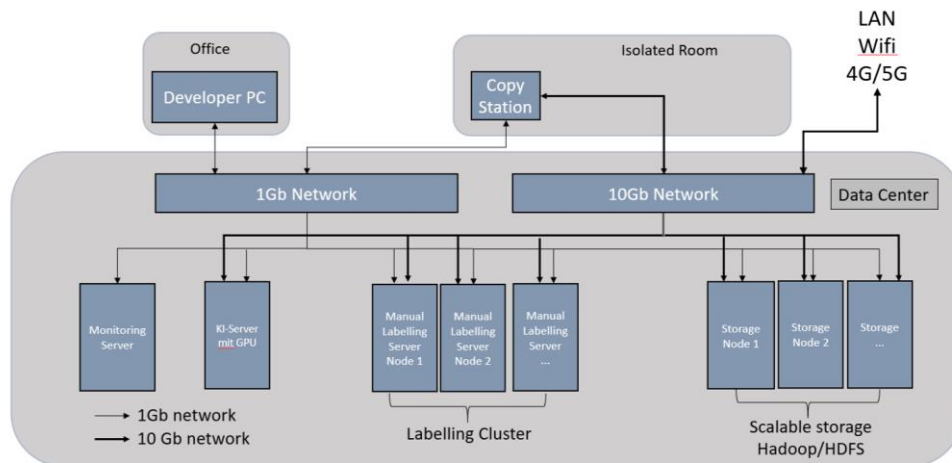 Office
Developer PC
Isolated Room
Copy
Station
LAN
Wifi
4G/5G
1Gb Network
10Gb Network
Data Center
Monitoring
Server
KI-Server
mit GPU
Manual
Labelling
Server
Node 1
Manual
Labelling
Server
Node 2
Manual
Labelling
Server
...
Storage
Node 1
Storage
Node 2
Storage
...
1Gb network
10 Gb network
Labelling Cluster
Scalable storage
Hadoop/HDFS